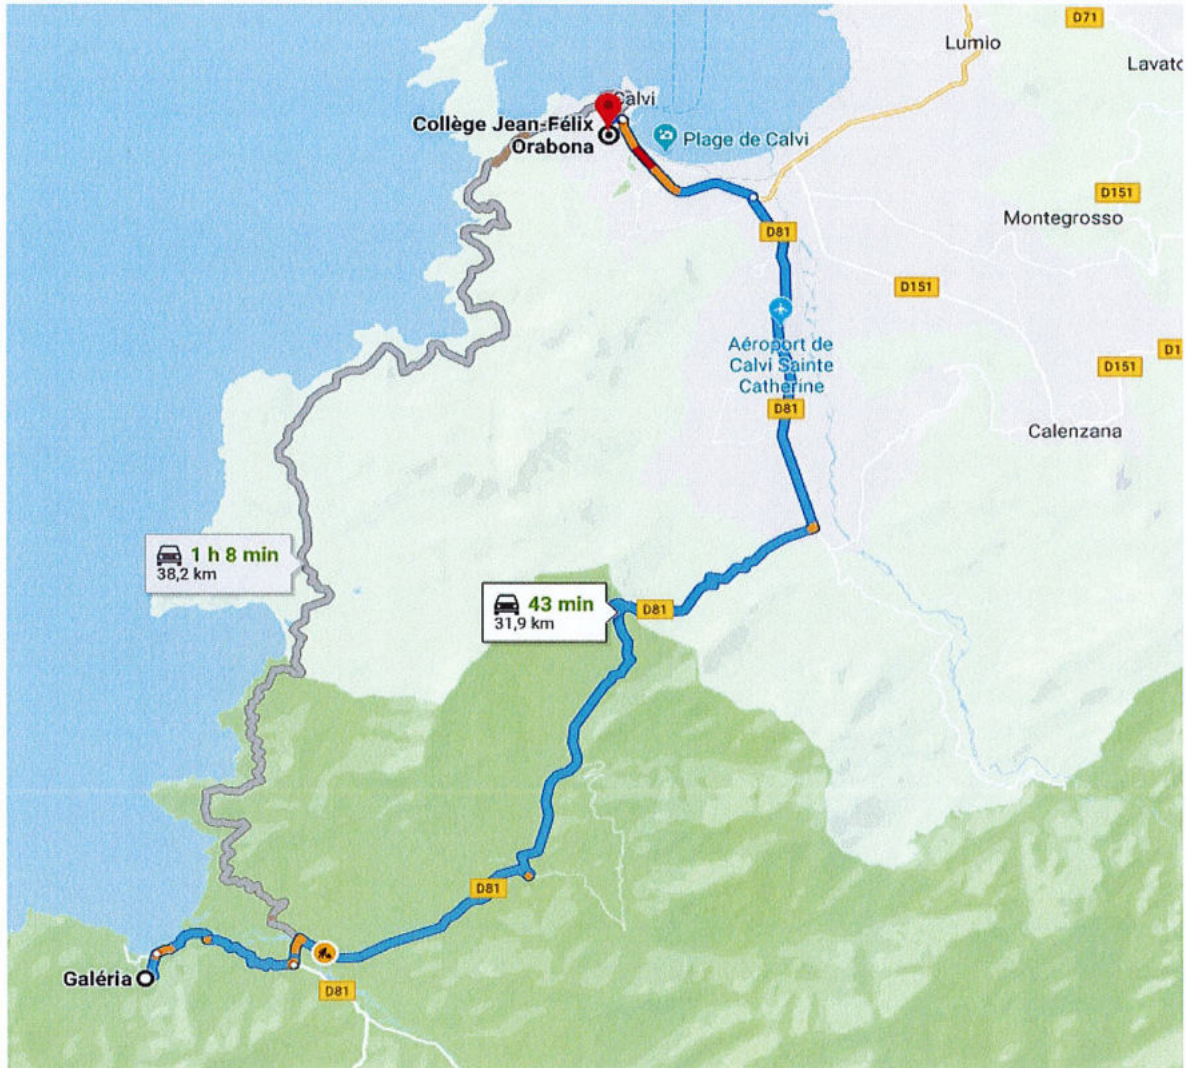 D71
Lumio
Lavato
Calvi
Collège Jean-Félix
Orabona
Plage de Calvi
D151
Montegrosso
D81
D151
Aéroport de
Calvi Sainte
Catherine
D1
D151
D81
Calenzana
1 h 8 min
38,2 km
43 min
31,9 km
D81
D81
Galéria
D81